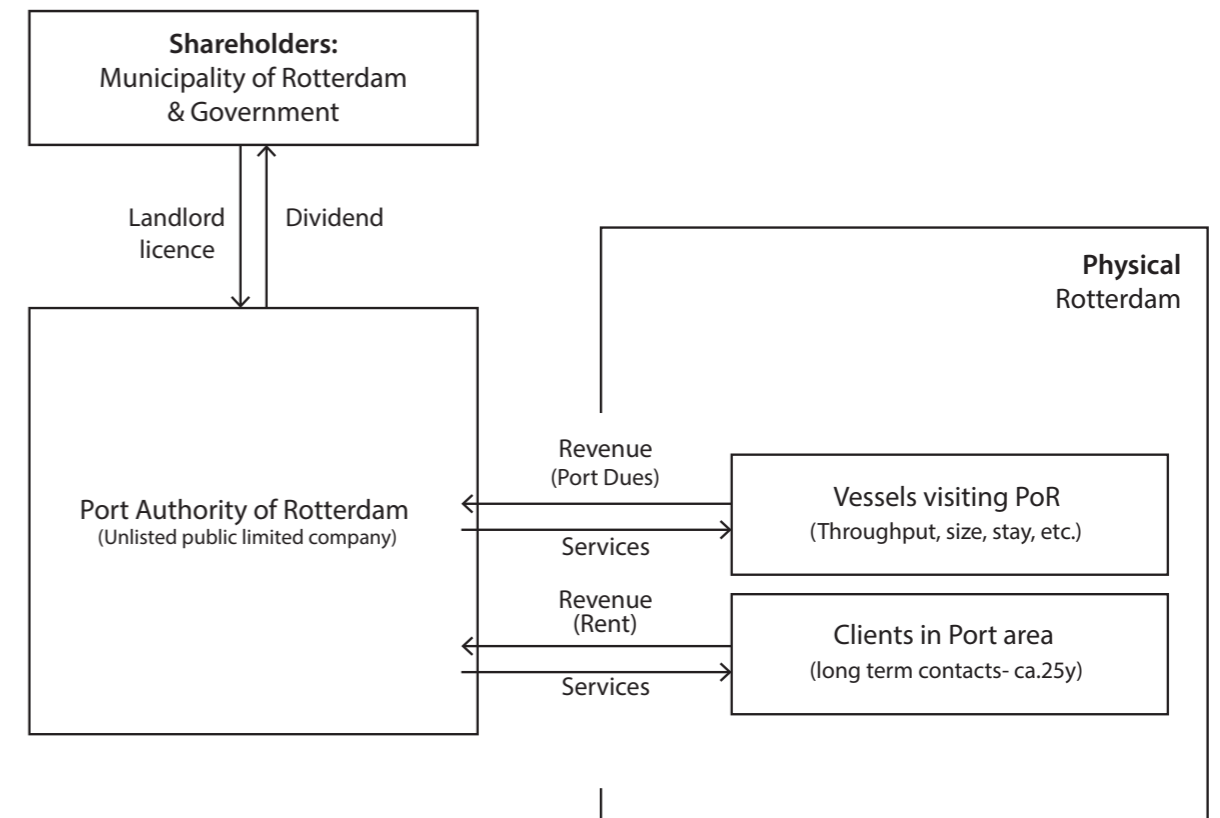 Shareholders:
Municipality of Rotterdam
& Government
Landlord
licence
Dividend
Physical
Rotterdam
Port Authority of Rotterdam
(Unlisted public limited company)
Revenue
(Port Dues)
Services
Vessels visiting PoR
(Throughput, size, stay, etc.)
Revenue
(Rent)
Services
Clients in Port area
(long term contacts- ca.25y)